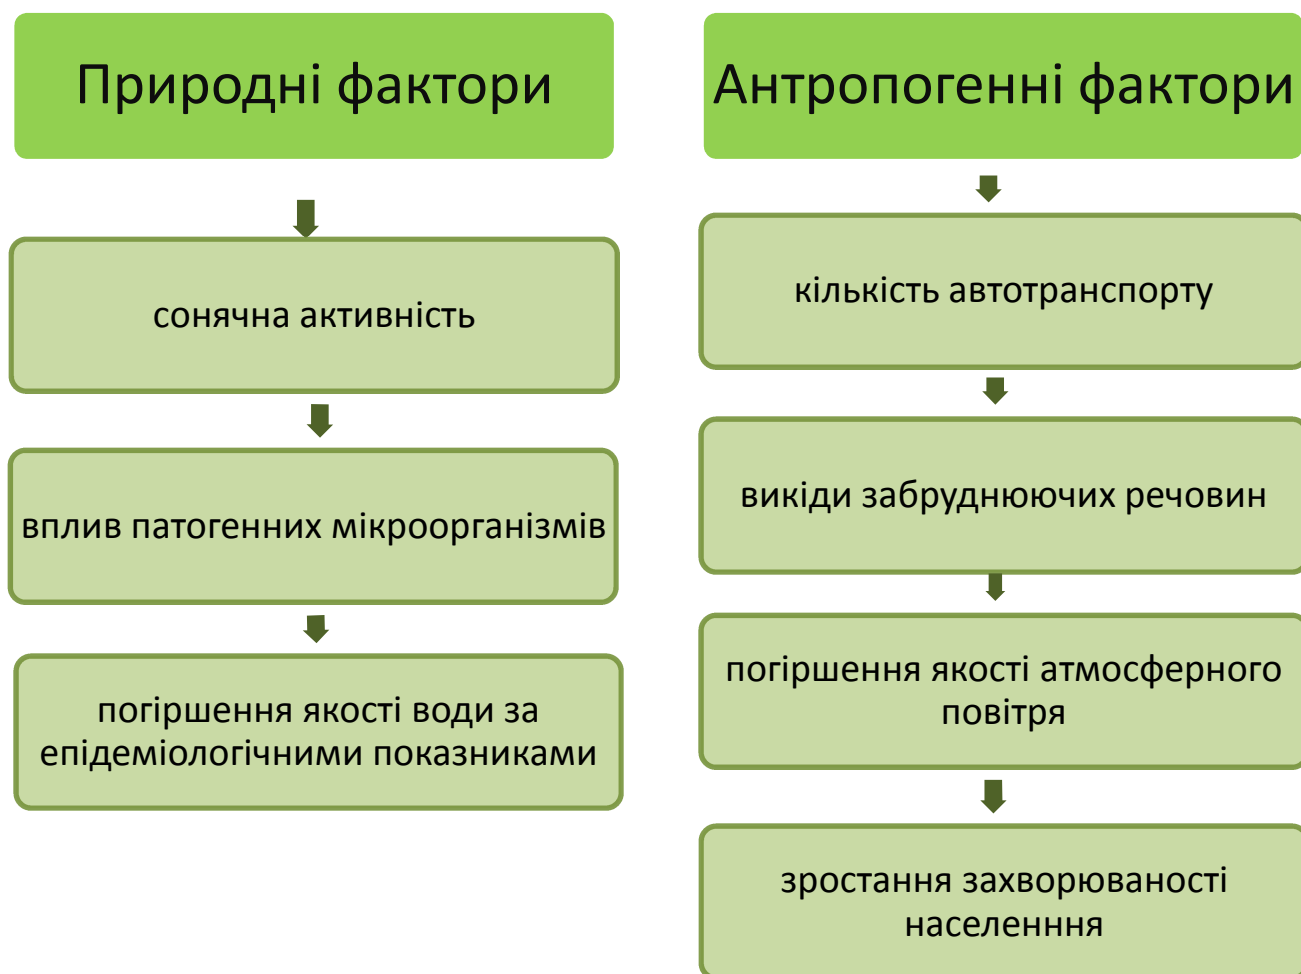 Природні фактори
сонячна активність
вплив патогенних мікроорганізмів
погіршення якості води за
епідеміологічними показниками
Антропогенні фактори
кількість автотранспорту
викіди забруднюючих речовин
погіршення якості атмосферного
повітря
зростання захворюваності
населенння